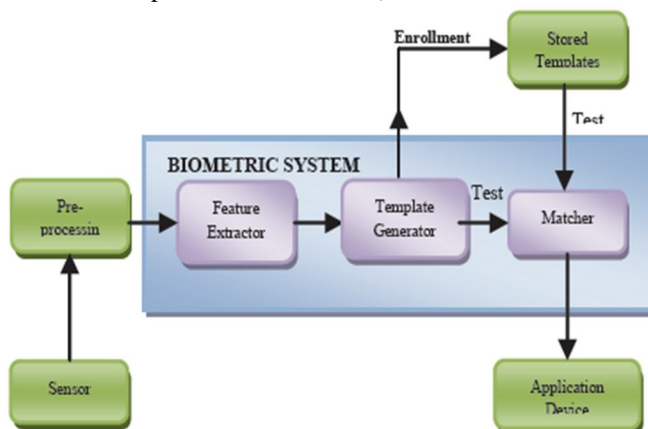 Enrollment
Stored
Templates
Test
BIOMETRIC SYSTEM
Pre-
processin
Feature
Extractor
Template
Generator
Test
Matcher
Sensor
Application
Device